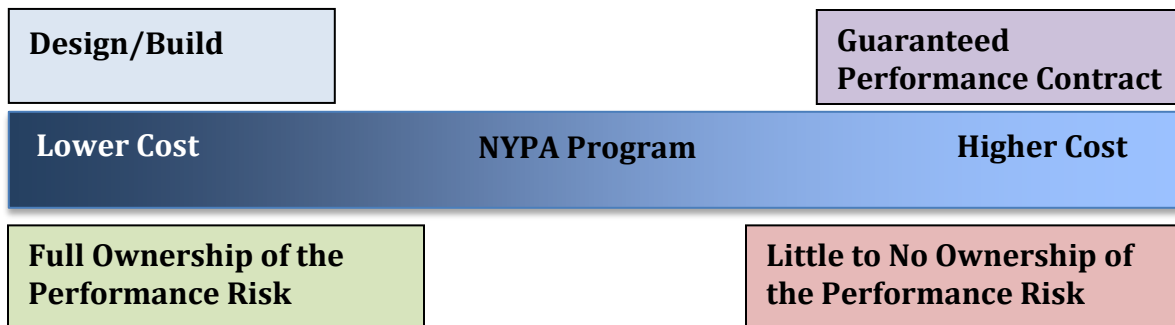 Design/Build
Guaranteed
Performance Contract
Lower Cost
NYPA Program
Higher Cost
Full Ownership of the
Performance Risk
Little to No Ownership of
the Performance Risk